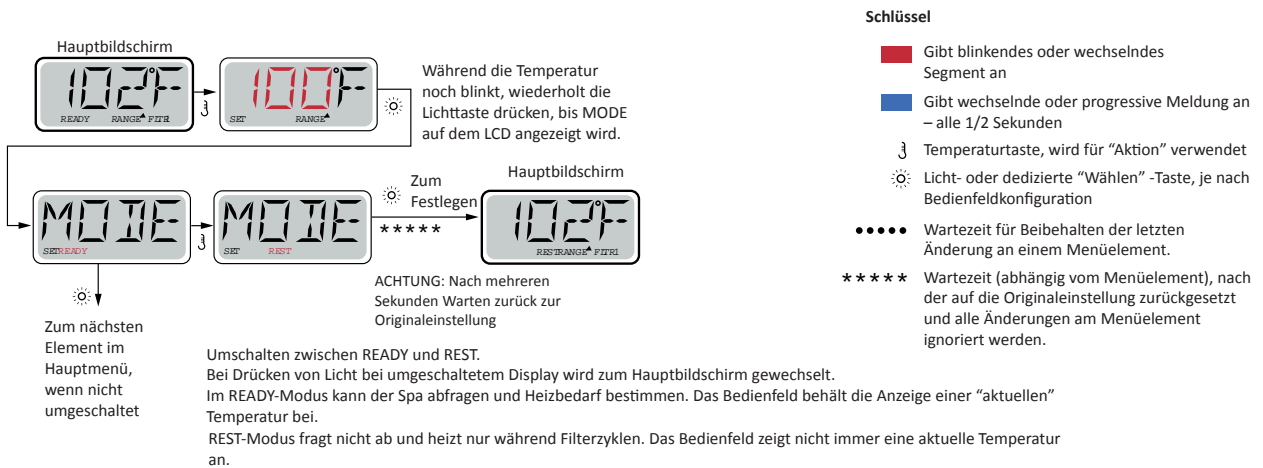 Hauptbildschirm
102°F
READY RANGE FLTR1
100°F
SET RANGE
Während die Temperatur
noch blinkt, wiederholt die
Lichttaste drücken, bis MODE
auf dem LCD angezeigt wird.
MODE
SET READY
MODE
SET REST
Zum
Festlegen
*****
Hauptbildschirm
102°F
REST RANGE FLTR1
ACHTUNG: Nach mehreren
Sekunden Warten zurück zur
Originaleinstellung
Zum nächsten
Element im
Hauptmenü,
wenn nicht
umgeschaltet
Umschalten zwischen READY und REST.
Bei Drücken von Licht bei umgeschaltetem Display wird zum Hauptbildschirm gewechselt.
Im READY-Modus kann der Spa abfragen und Heizbedarf bestimmen. Das Bedienfeld behält die Anzeige einer “aktuellen”
Temperatur bei.
REST-Modus fragt nicht ab und heizt nur während Filterzyklen. Das Bedienfeld zeigt nicht immer eine aktuelle Temperatur
an.
Schlüssel
Gibt blinkendes oder wechselndes
Segment an
Gibt wechselnde oder progressive Meldung an
– alle 1/2 Sekunden
Temperaturtaste, wird für “Aktion” verwendet
Licht- oder dedizierte “Wählen” -Taste, je nach
Bedienfeldkonfiguration
••••• Wartezeit für Beibehalten der letzten
Änderung an einem Menüelement.
***** Wartezeit (abhängig vom Menüelement), nach
der auf die Originaleinstellung zurückgesetzt
und alle Änderungen am Menüelement
ignoriert werden.